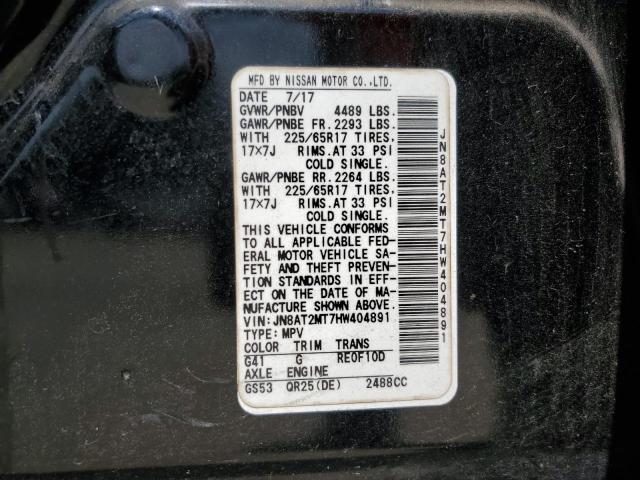 MFD BY NISSAN MOTOR CO.,LTD.
DATE 7/17
GVWR/PNBV 4489 LBS.
GAWR/PNBE FR. 2293 LBS.
WITH 225/65R17 TIRES,
17×7J RIMS.AT 33 PSI
COLD SINGLE.
GAWR/PNBE RR. 2264 LBS.
WITH 225/65R17 TIRES,
17×7J RIMS.AT 33 PSI
COLD SINGLE.
THIS VEHICLE CONFORMS
TO ALL APPLICABLE FED-
ERAL MOTOR VEHICLE SA-
FETY AND THEFT PREVEN-
TION STANDARDS IN EFF-
ECT ON THE DATE OF MA-
NUFACTURE SHOWN ABOVE.
VIN: JN8AT2MT7HW404891
TYPE: MPV
COLOR TRIM TRANS
G41 G RE0F10D
AXLE ENGINE
GS53 QR25(DE) 2488CC
JN8AT2MT7HW404891